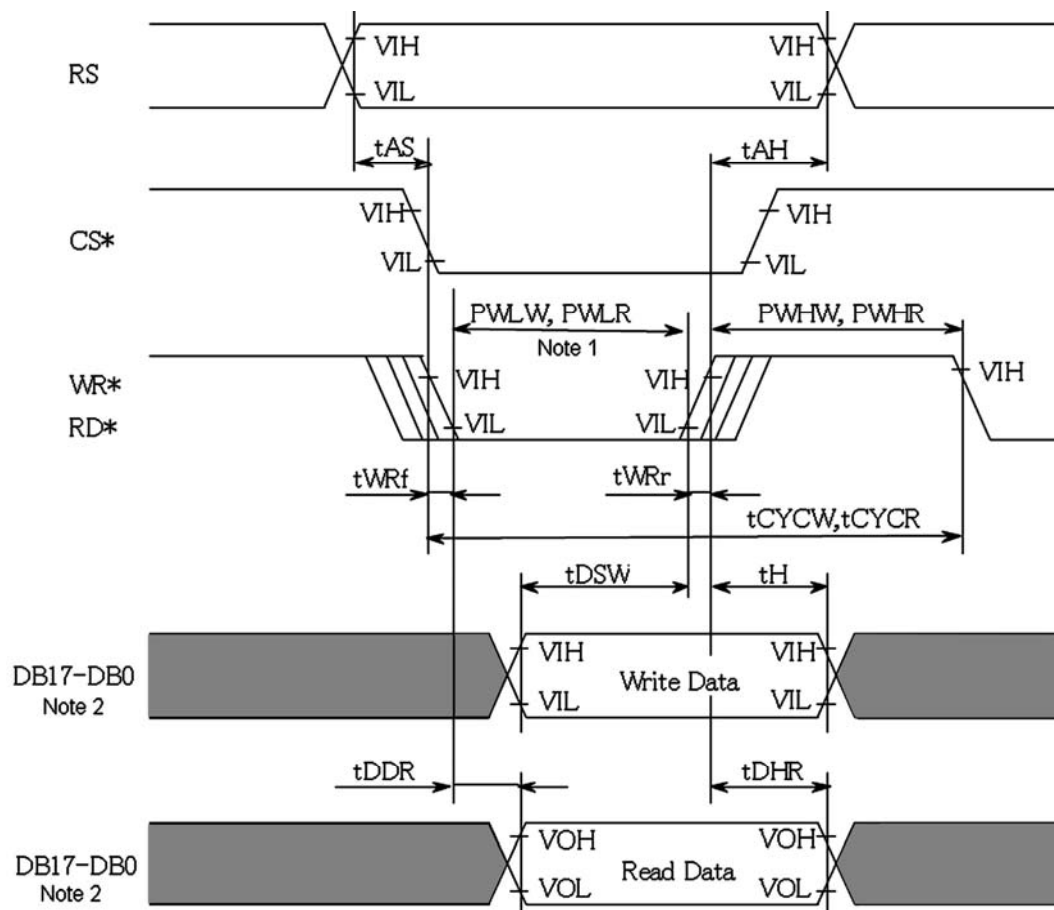 VIH VIH
RS
VIL VIL
tAS tAH
VIH VIH
CS*
VIL VIL
PWLW, PWLR PWHW, PWHR
Note 1
WR* VIH VIH VIH
RD* VIL VIL
tWRf tWRr
tCYCW,tCYCR
tDSW tH
VIH VIH
DB17-DB0 Write Data
Note 2 VIL VIL
tDDR tDHR
VOH VOH
DB17-DB0 Read Data
Note 2 VOL VOL